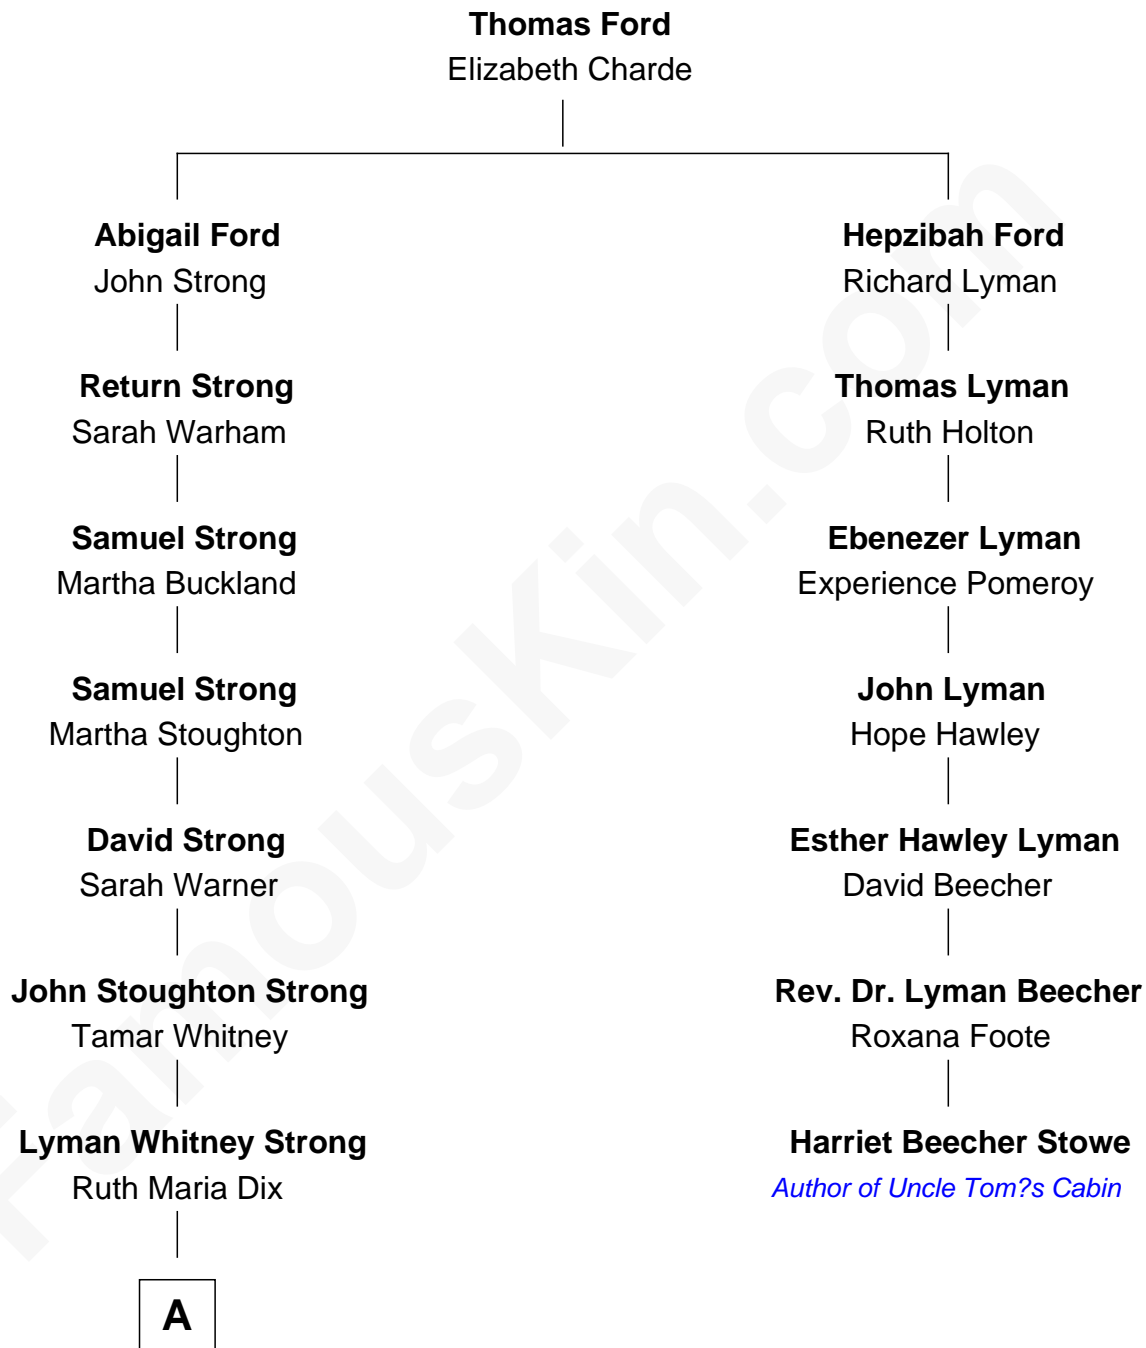 Thomas Ford
Elizabeth Charde
Abigail Ford
John Strong
Hepzibah Ford
Richard Lyman
Return Strong
Sarah Warham
Thomas Lyman
Ruth Holton
Samuel Strong
Martha Buckland
Ebenezer Lyman
Experience Pomeroy
Samuel Strong
Martha Stoughton
John Lyman
Hope Hawley
David Strong
Sarah Warner
Esther Hawley Lyman
David Beecher
John Stoughton Strong
Tamar Whitney
Rev. Dr. Lyman Beecher
Roxana Foote
Lyman Whitney Strong
Ruth Maria Dix
Harriet Beecher Stowe
Author of Uncle Tom?s Cabin
A
FamousKin.com